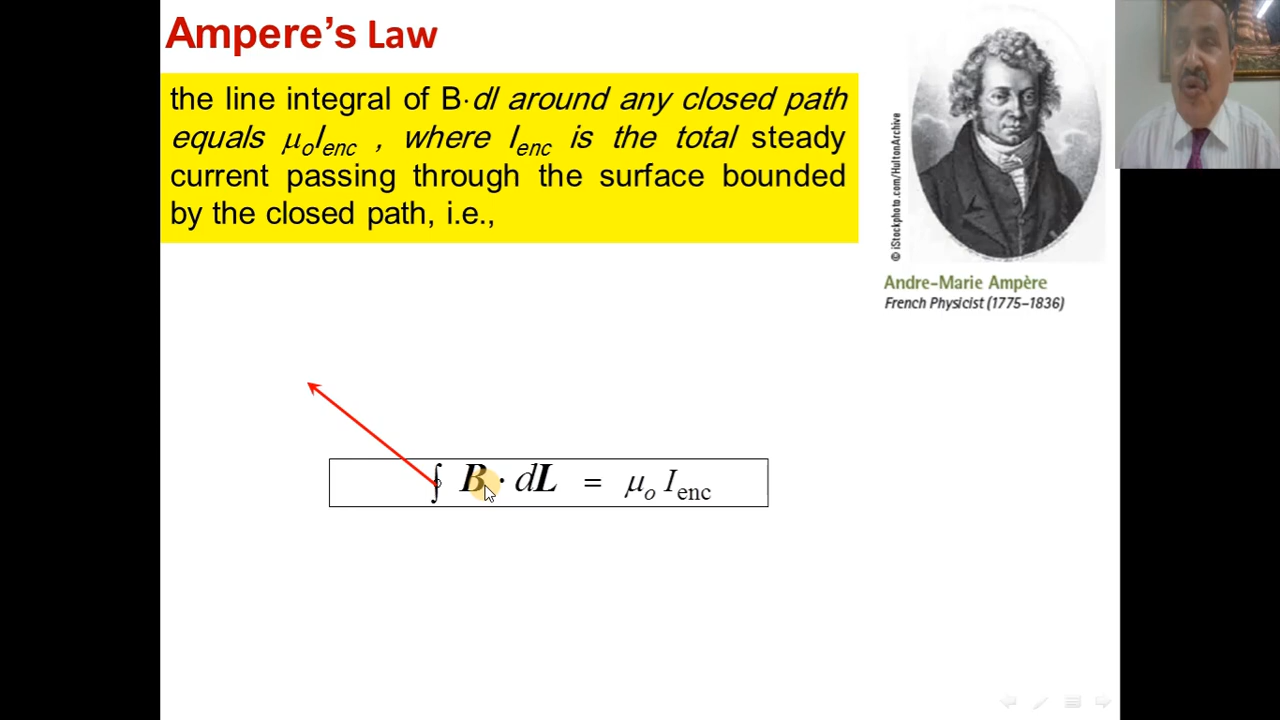 Ampere's Law
the line integral of B·dl around any closed path
equals μoIenc , where Ienc is the total steady
current passing through the surface bounded
by the closed path, i.e.,
© iStockphoto.com/HultonArchive
Andre-Marie Ampère
French Physicist (1775-1836)
∮ B · dL = μo Ienc